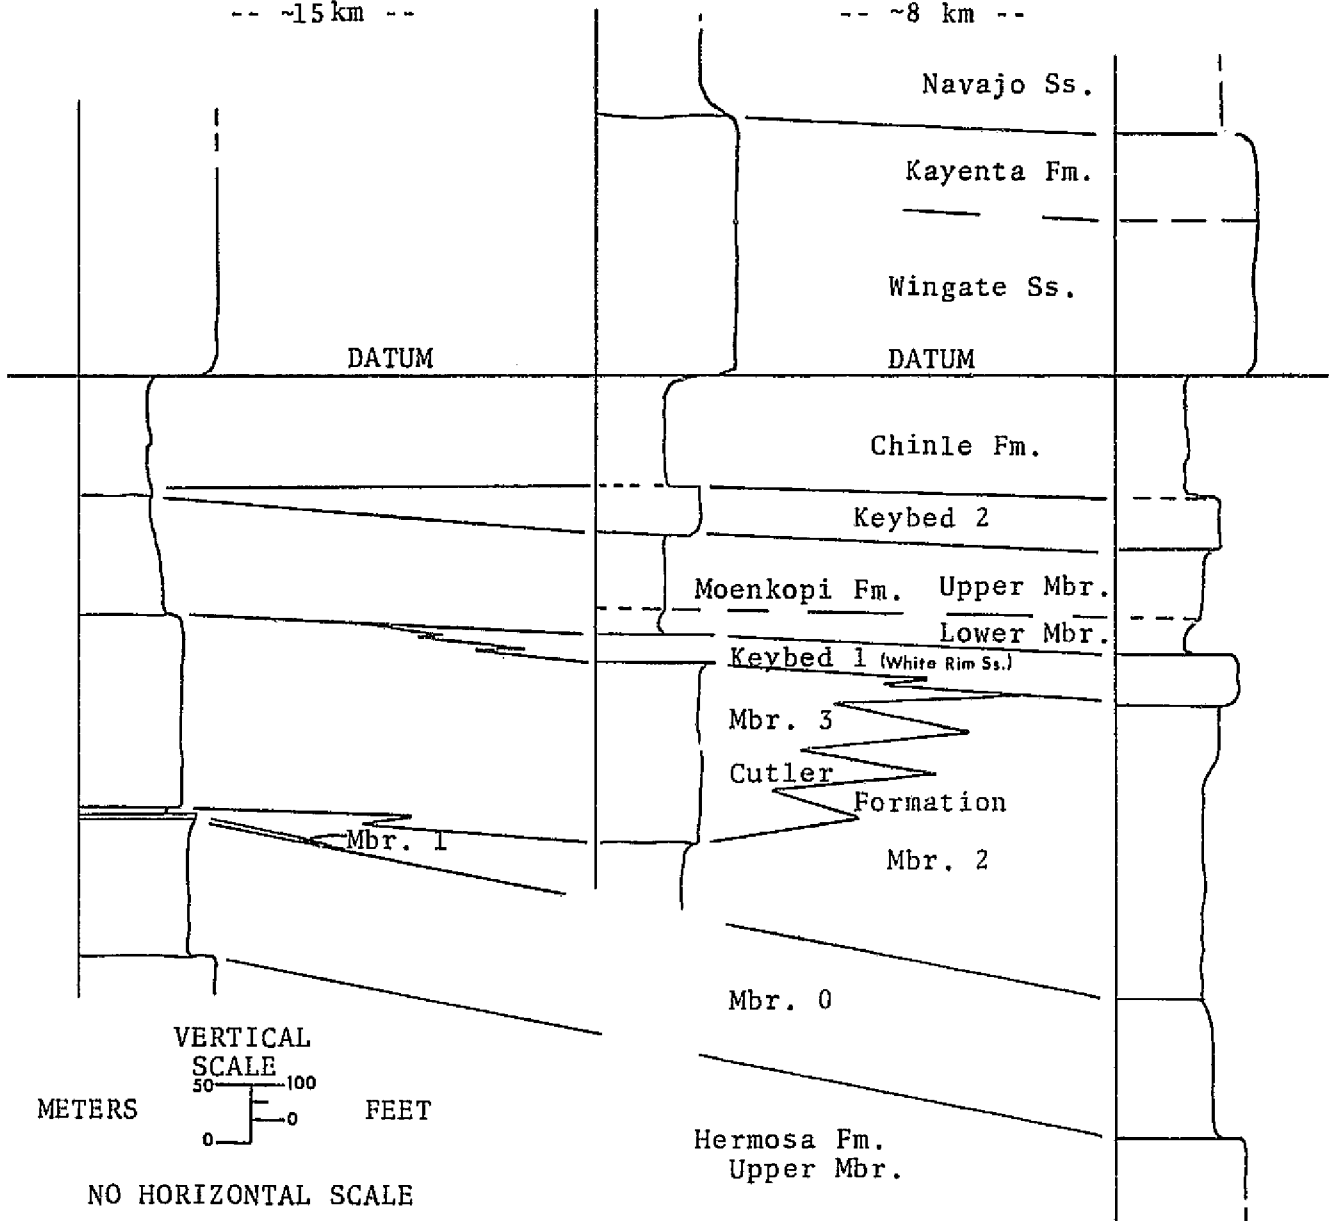 -- ~15 km --
-- ~8 km --
Navajo Ss.
Kayenta Fm.
Wingate Ss.
DATUM
DATUM
Chinle Fm.
Keybed 2
Moenkopi Fm. Upper Mbr.
Lower Mbr.
Keybed 1 (White Rim Ss.)
Mbr. 3
Cutler
Formation
Mbr. 1
Mbr. 2
Mbr. 0
VERTICAL
SCALE
50 100
METERS FEET
0
0
Hermosa Fm.
Upper Mbr.
NO HORIZONTAL SCALE